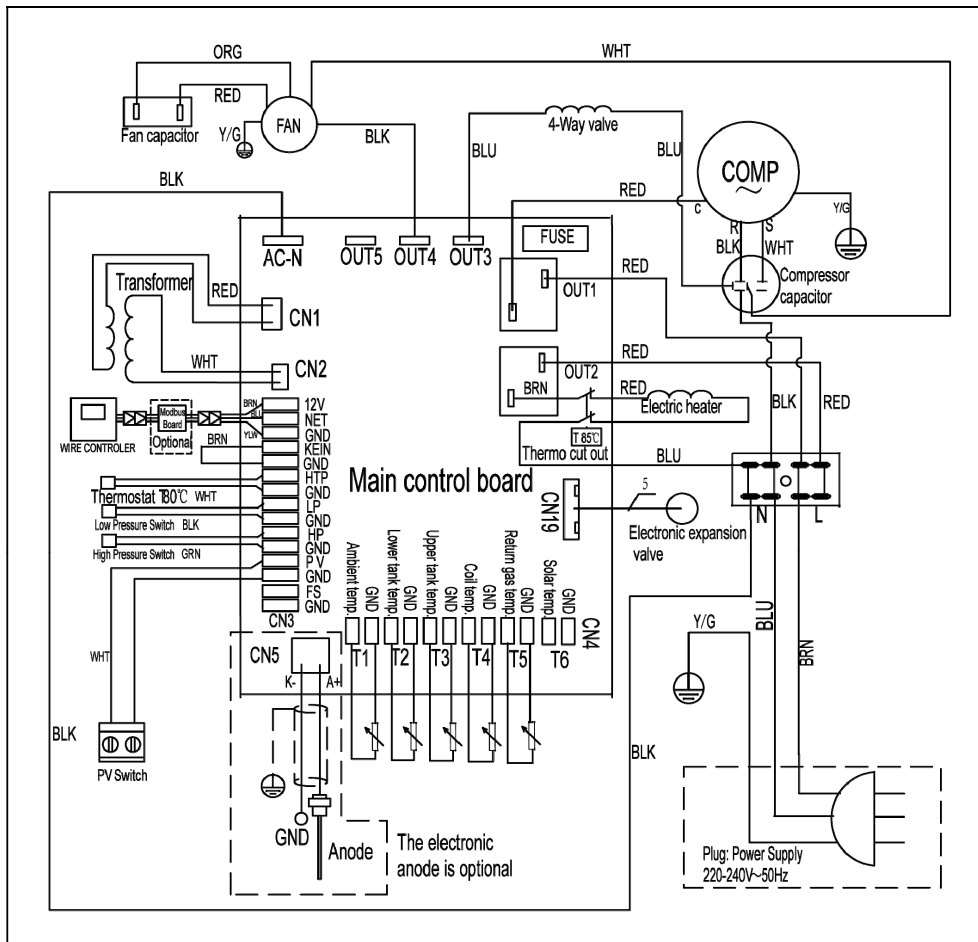 ORG
WHT
RED
Fan capacitor
Y/G
FAN
BLK
4-Way valve
BLU
BLU
COMP
~
RED
C
Y/G
R
S
BLK
WHT
BLK
AC-N
OUT5
OUT4
OUT3
FUSE
RED
OUT1
Compressor
capacitor
Transformer
RED
CN1
WHT
CN2
RED
OUT2
BRN
RED
Electric heater
T 85℃
Thermo cut out
BLU
BLK
RED
WIRE CONTROLER
Modbus
Board
Optional
BRN
BLU
YLW
BRN
12V
NET
GND
KEIN
GND
HTP
GND
LP
GND
HP
GND
PV
GND
FS
GND
CN3
Thermostat T80℃ WHT
Low Pressure Switch BLK
High Pressure Switch GRN
Main control board
CN19
5
Electronic expansion
valve
N
L
Ambient temp.
GND
Lower tank temp.
GND
Upper tank temp.
GND
Coil temp.
GND
Return gas temp.
GND
Solar temp.
GND
CN4
T1
T2
T3
T4
T5
T6
CN5
K-
A+
WHT
BLK
PV Switch
GND
Anode
The electronic
anode is optional
BLK
Y/G
BLU
BRN
Plug: Power Supply
220-240V~50Hz